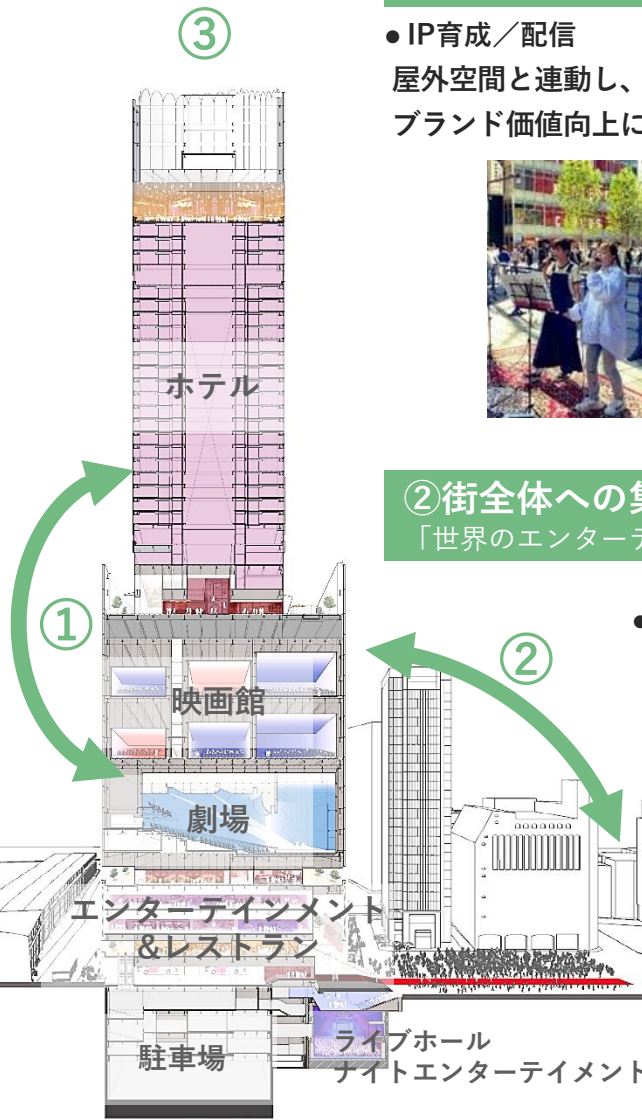 ③
● IP育成／配信
屋外空間と連動し、
ブランド価値向上に
ホテル
②街全体への集
「世界のエンターテ
①
●
②
映画館
劇場
エンターテインメント
&レストラン
駐車場
ライブホール
ナイトエンターテイメント